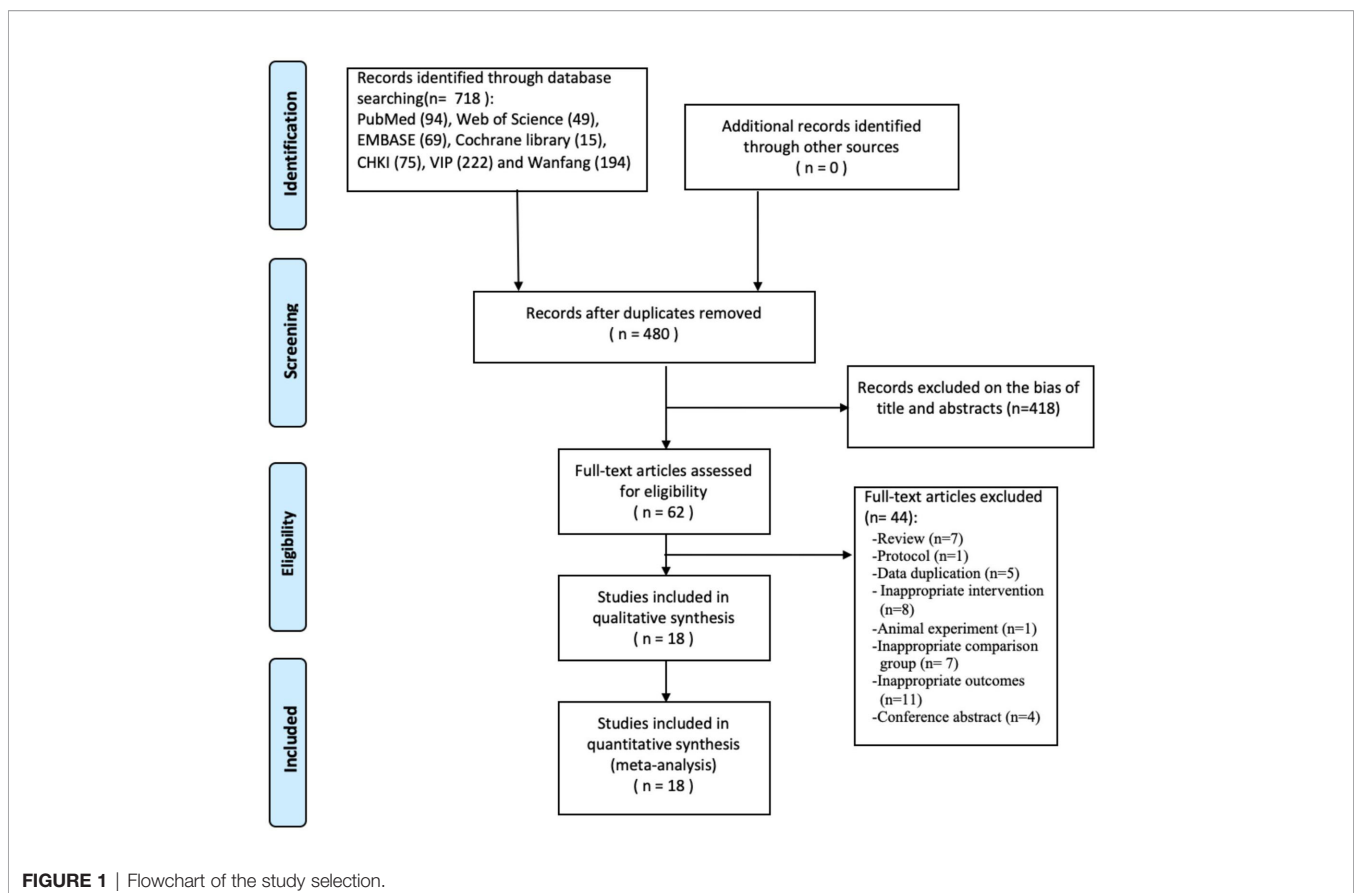 Identification
Records identified through database
searching(n= 718 ):
PubMed (94), Web of Science (49),
EMBASE (69), Cochrane library (15),
CHKI (75), VIP (222) and Wanfang (194)
Additional records identified
through other sources
( n = 0 )
Screening
Records after duplicates removed
( n = 480 )
Records excluded on the bias of
title and abstracts (n=418)
Eligibility
Full-text articles assessed
for eligibility
( n = 62 )
Full-text articles excluded
(n= 44):
-Review (n=7)
-Protocol (n=1)
-Data duplication (n=5)
- Inappropriate intervention
(n=8)
-Animal experiment (n=1)
-Inappropriate comparison
group (n= 7)
-Inappropriate outcomes
(n=11)
-Conference abstract (n=4)
Studies included in
qualitative synthesis
( n = 18 )
Included
Studies included in
quantitative synthesis
(meta-analysis)
( n = 18 )
FIGURE 1 | Flowchart of the study selection.